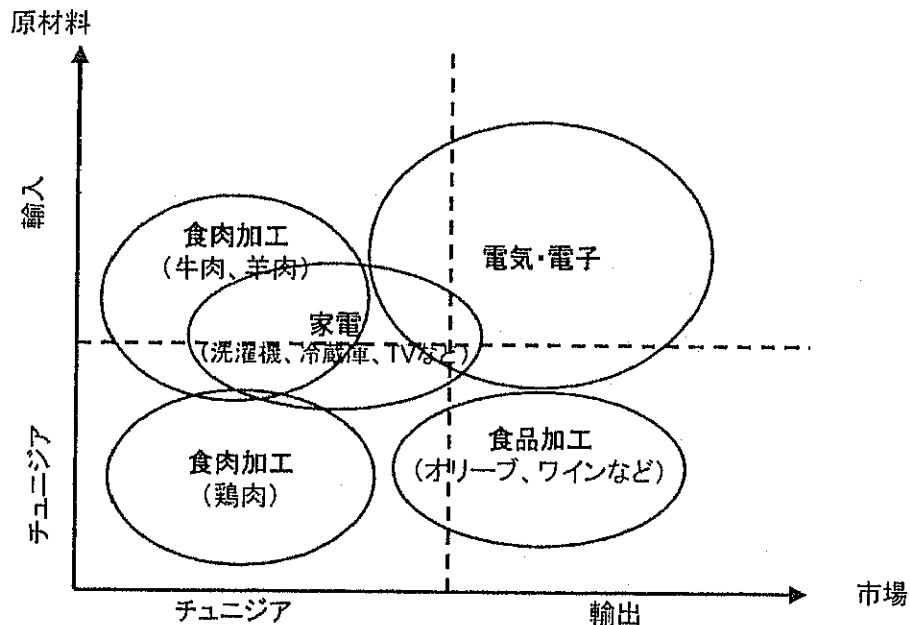 原材料
輸入
食肉加工
（牛肉、羊肉）
電気・電子
家電
（洗濯機、冷蔵庫、TVなど）
チュニジア
食肉加工
（鶏肉）
食品加工
（オリーブ、ワインなど）
チュニジア
輸出
市場